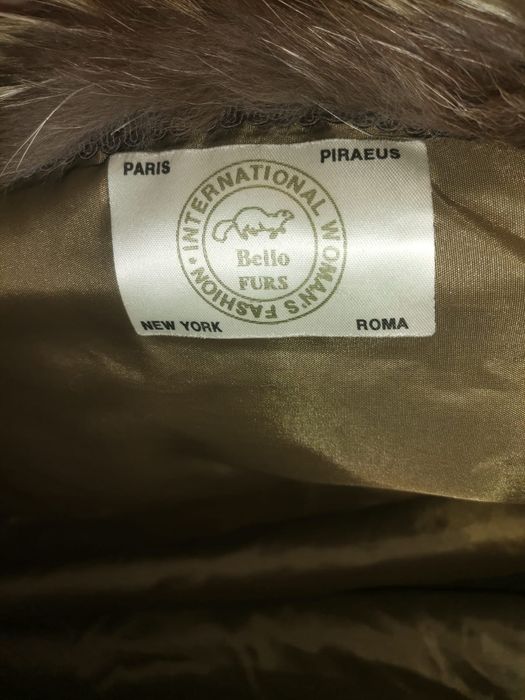 PARIS
PIRAEUS
INTERNATIONAL WOMAN'S FASHION
Bello
FURS
NEW YORK
ROMA